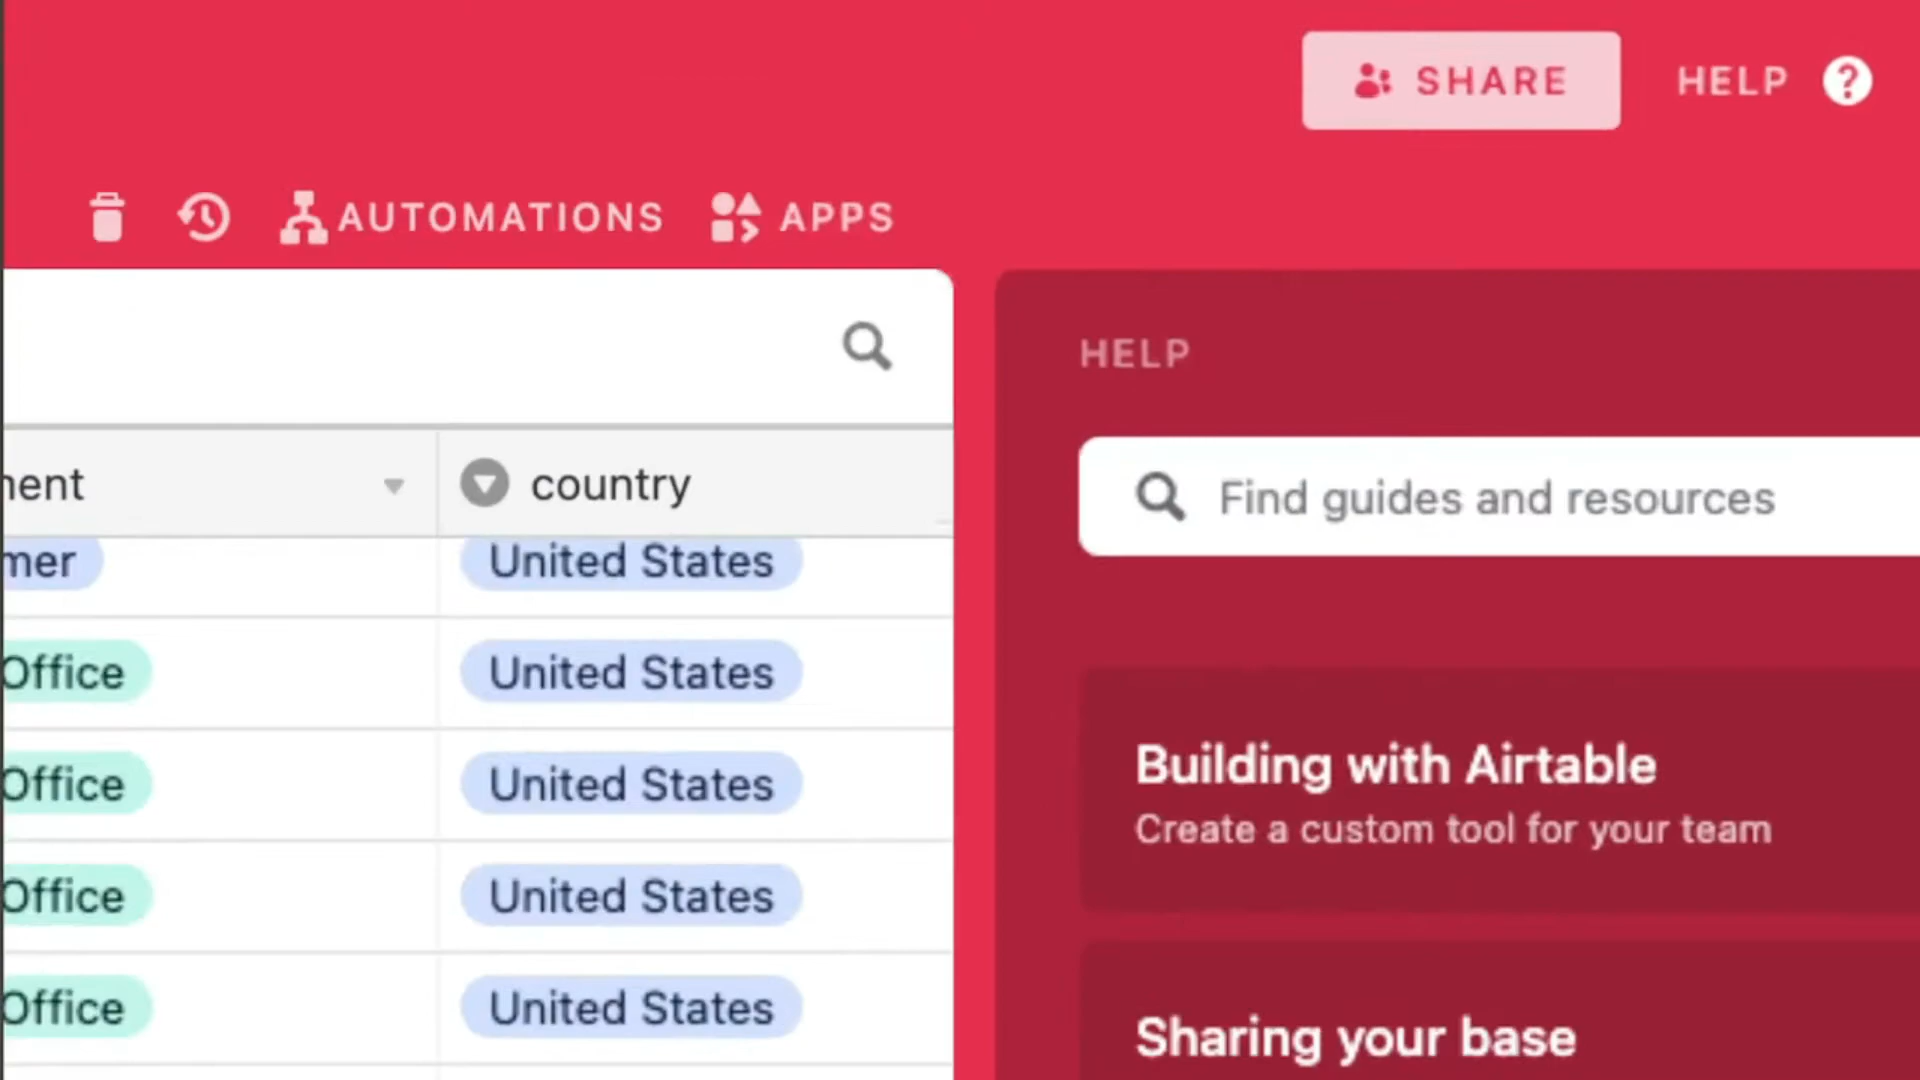 SHARE HELP ?
AUTOMATIONS APPS
HELP
Find guides and resources
nent country
mer United States
Office United States
Office United States
Office United States
Office United States
Building with Airtable
Create a custom tool for your team
Sharing your base